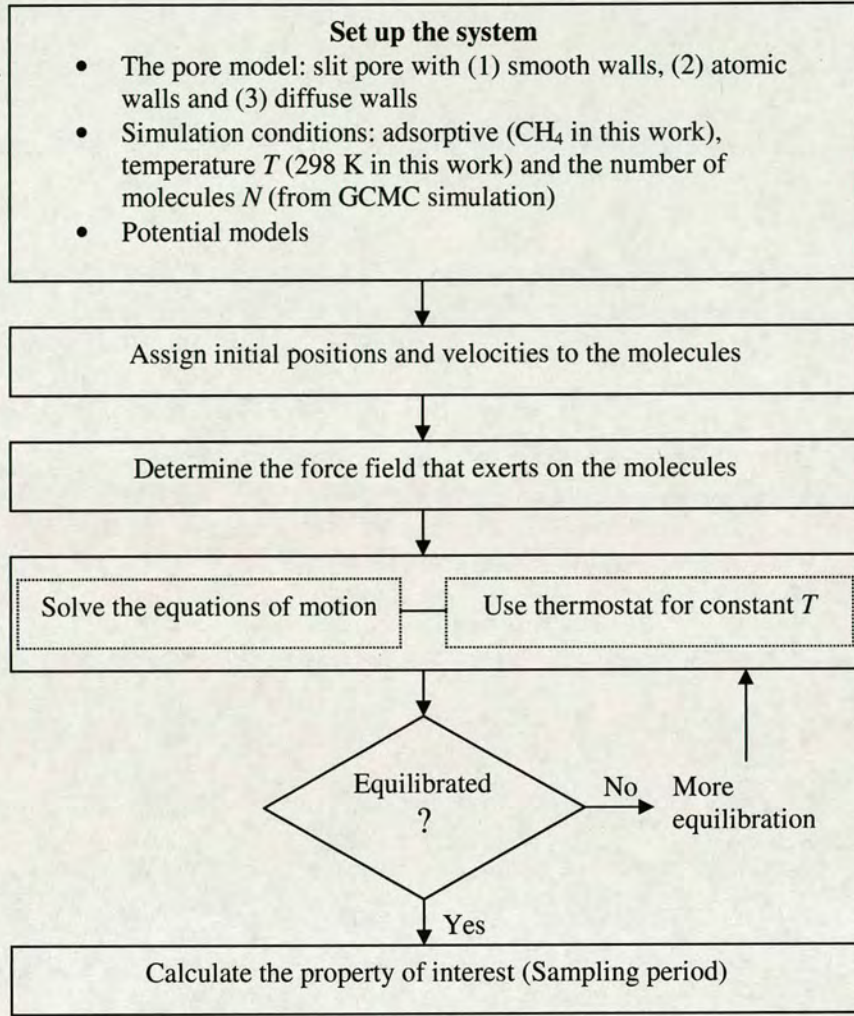 Set up the system
• The pore model: slit pore with (1) smooth walls, (2) atomic
walls and (3) diffuse walls
• Simulation conditions: adsorptive (CH₄ in this work),
temperature T (298 K in this work) and the number of
molecules N (from GCMC simulation)
• Potential models
Assign initial positions and velocities to the molecules
Determine the force field that exerts on the molecules
Solve the equations of motion
Use thermostat for constant T
Equilibrated
?
No
More
equilibration
Yes
Calculate the property of interest (Sampling period)